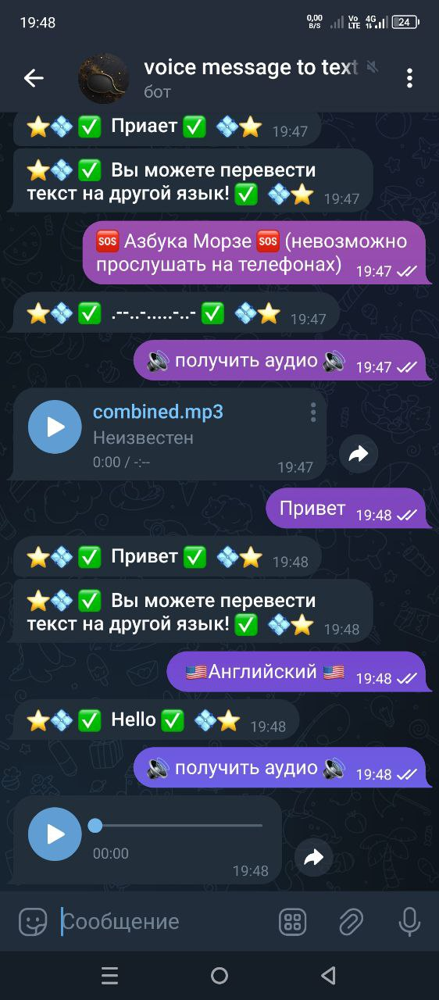 19:48
0,00 B/S Vo LTE 4G 24
voice message to text
бот
⭐💠✅ Приает ✅💠⭐ 19:47
⭐💠✅ Вы можете перевести
текст на другой язык! ✅💠⭐ 19:47
🆘 Азбука Морзе 🆘 (невозможно
прослушать на телефонах) 19:47
⭐💠✅ .--..-.....-..- ✅💠⭐ 19:47
🔊 получить аудио 🔊 19:47
combined.mp3
Неизвестен
0:00 / -:--
19:47
Привет 19:48
⭐💠✅ Привет ✅💠⭐ 19:48
⭐💠✅ Вы можете перевести
текст на другой язык! ✅💠⭐ 19:48
🇺🇸Английский 🇺🇸 19:48
⭐💠✅ Hello ✅💠⭐ 19:48
🔊 получить аудио 🔊 19:48
00:00
19:48
Сообщение